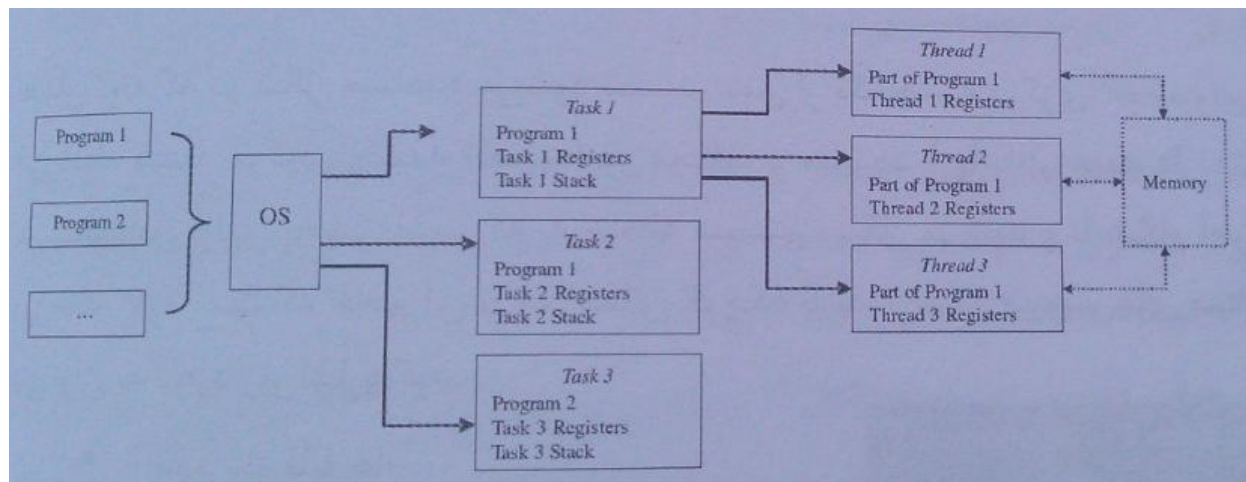 Program 1
Program 2
...
OS
Task 1
Program 1
Task 1 Registers
Task 1 Stack
Task 2
Program 1
Task 2 Registers
Task 2 Stack
Task 3
Program 2
Task 3 Registers
Task 3 Stack
Thread 1
Part of Program 1
Thread 1 Registers
Thread 2
Part of Program 1
Thread 2 Registers
Thread 3
Part of Program 1
Thread 3 Registers
Memory